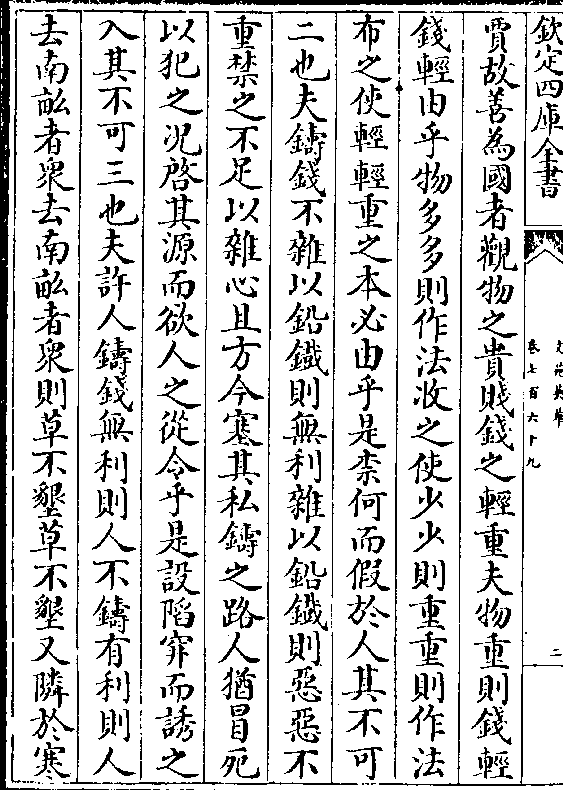 欽定四庫全書
文苑英華
卷七百六十九
二
賈故善為國者觀物之貴賤錢之輕重夫物重則錢輕
錢輕由乎物多多則作法收之使少少則重重則作法
布之使輕輕重之本必由乎是柰何而假於人其不可
二也夫鑄錢不雜以鉛鐡則無利雜以鉛鐡則惡惡不
重禁之不足以雜心且方今塞其私鑄之路人猶冒死
以犯之況啓其源而欲人之從令乎是設陷穽而誘之
入其不可三也夫許人鑄錢無利則人不鑄有利則人
去南畝者衆去南畝者衆則草不墾草不墾又隣於寒